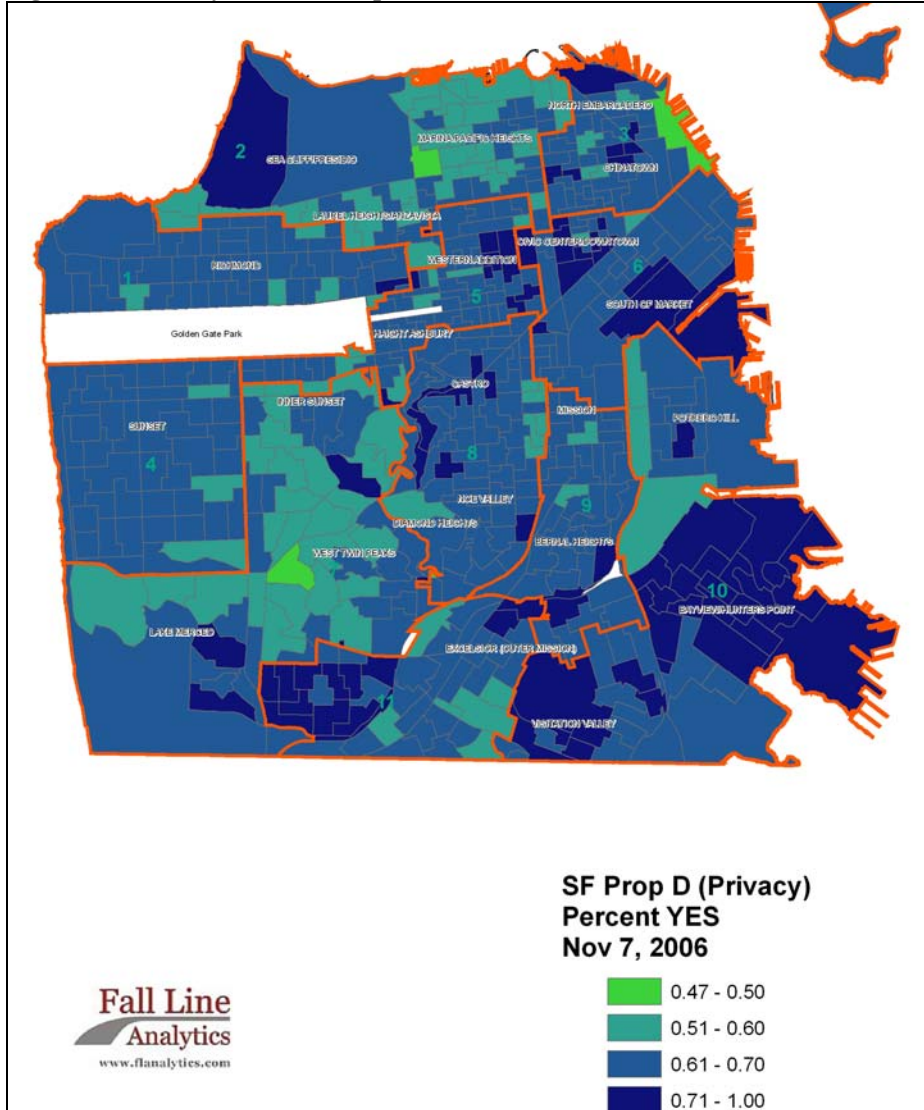 NORTH EMBARCADERO
MARINA/PACIFIC HEIGHTS
3
2
SEA CLIFF/PRESIDIO
CHINATOWN
LAUREL HEIGHTS/ANZAVISTA
CIVIC CENTER/DOWNTOWN
WESTERN ADDITION
RICHMOND
6
1
5
SOUTH OF MARKET
Golden Gate Park
HAIGHT ASHBURY
CASTRO
INNER SUNSET
MISSION
POTRERO HILL
SUNSET
4
8
NOE VALLEY
9
DIAMOND HEIGHTS
BERNAL HEIGHTS
WEST TWIN PEAKS
10
BAYVIEW/HUNTERS POINT
LAKE MERCED
EXCELSIOR (OUTER MISSION)
11
VISITATION VALLEY
SF Prop D (Privacy)
Percent YES
Nov 7, 2006
0.47 - 0.50
0.51 - 0.60
0.61 - 0.70
0.71 - 1.00
Fall Line
Analytics
www.flanalytics.com